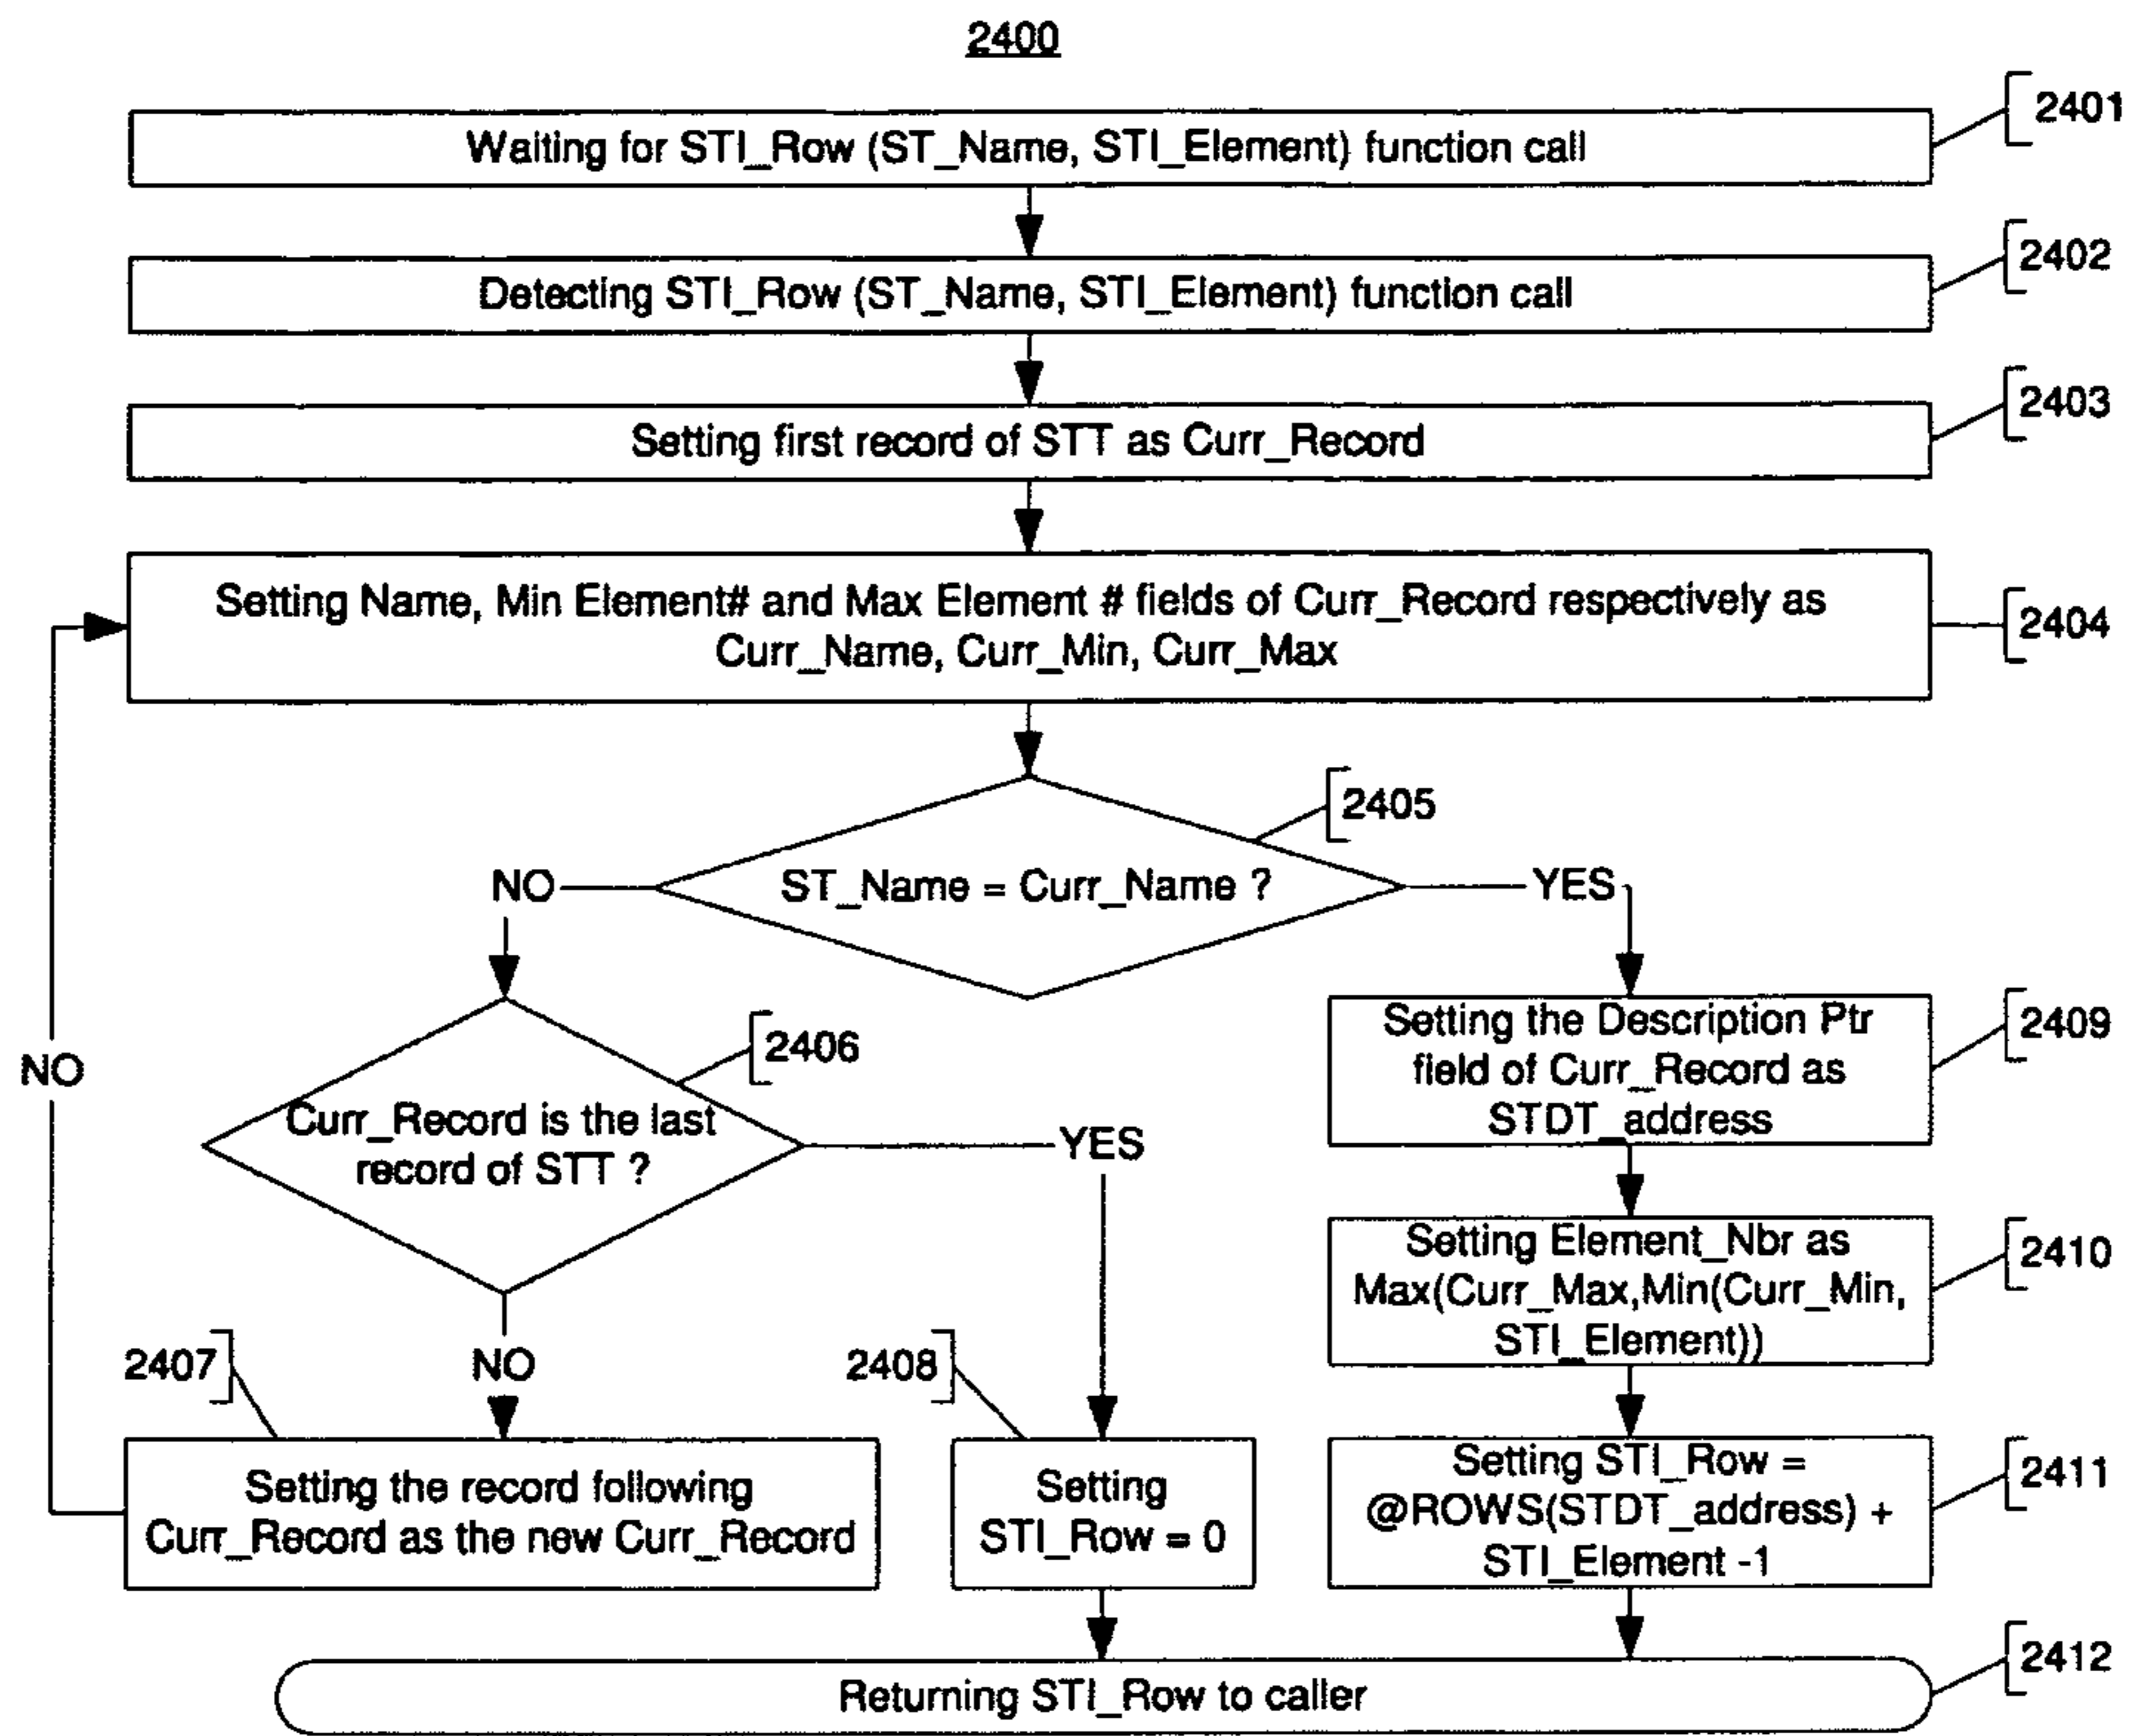 2400
Waiting for STI_Row (ST_Name, STI_Element) function call
2401
Detecting STI_Row (ST_Name, STI_Element) function call
2402
Setting first record of STT as Curr_Record
2403
Setting Name, Min Element# and Max Element # fields of Curr_Record respectively as
Curr_Name, Curr_Min, Curr_Max
2404
ST_Name = Curr_Name ?
2405
NO
YES
Curr_Record is the last
record of STT ?
2406
NO
YES
NO
Setting the record following
Curr_Record as the new Curr_Record
2407
Setting
STI_Row = 0
2408
Setting the Description Ptr
field of Curr_Record as
STDT_address
2409
Setting Element_Nbr as
Max(Curr_Max,Min(Curr_Min,
STI_Element))
2410
Setting STI_Row =
@ROWS(STDT_address) +
STI_Element -1
2411
Returning STI_Row to caller
2412